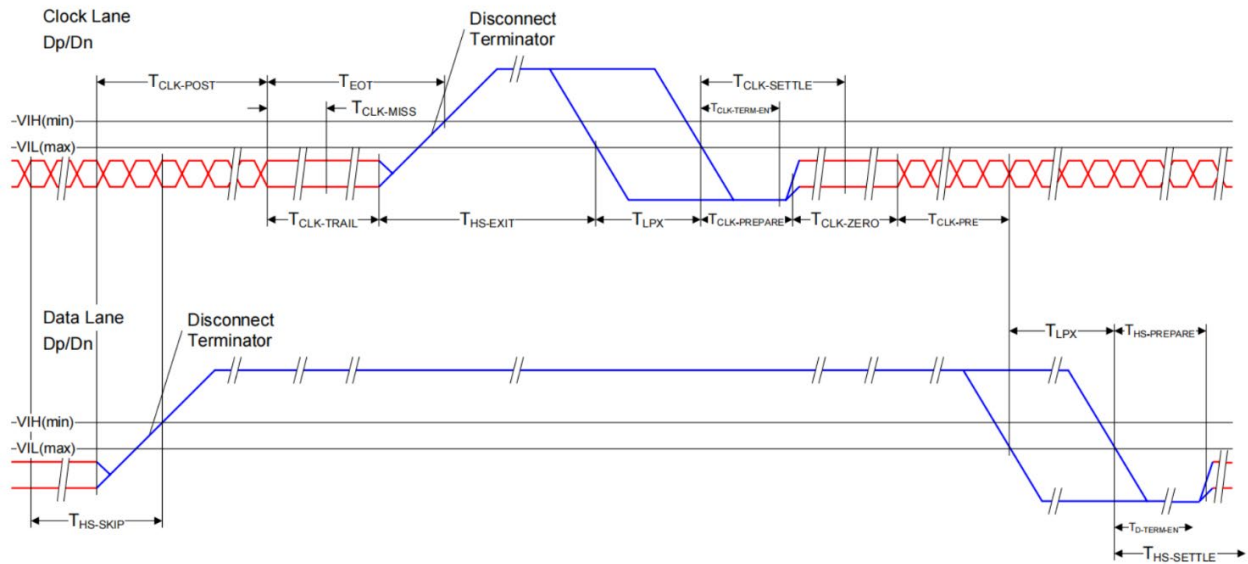 Clock Lane
Dp/Dn
Disconnect
Terminator
TCLK-POST
TEOT
TCLK-SETTLE
TCLK-MISS
TCLK-TERM-EN
VIH(min)
VIL(max)
TCLK-TRAIL
THS-EXIT
TLPX
TCLK-PREPARE
TCLK-ZERO
TCLK-PRE
Data Lane
Dp/Dn
Disconnect
Terminator
TLPX
THS-PREPARE
VIH(min)
VIL(max)
THS-SKIP
TD-TERM-EN
THS-SETTLE